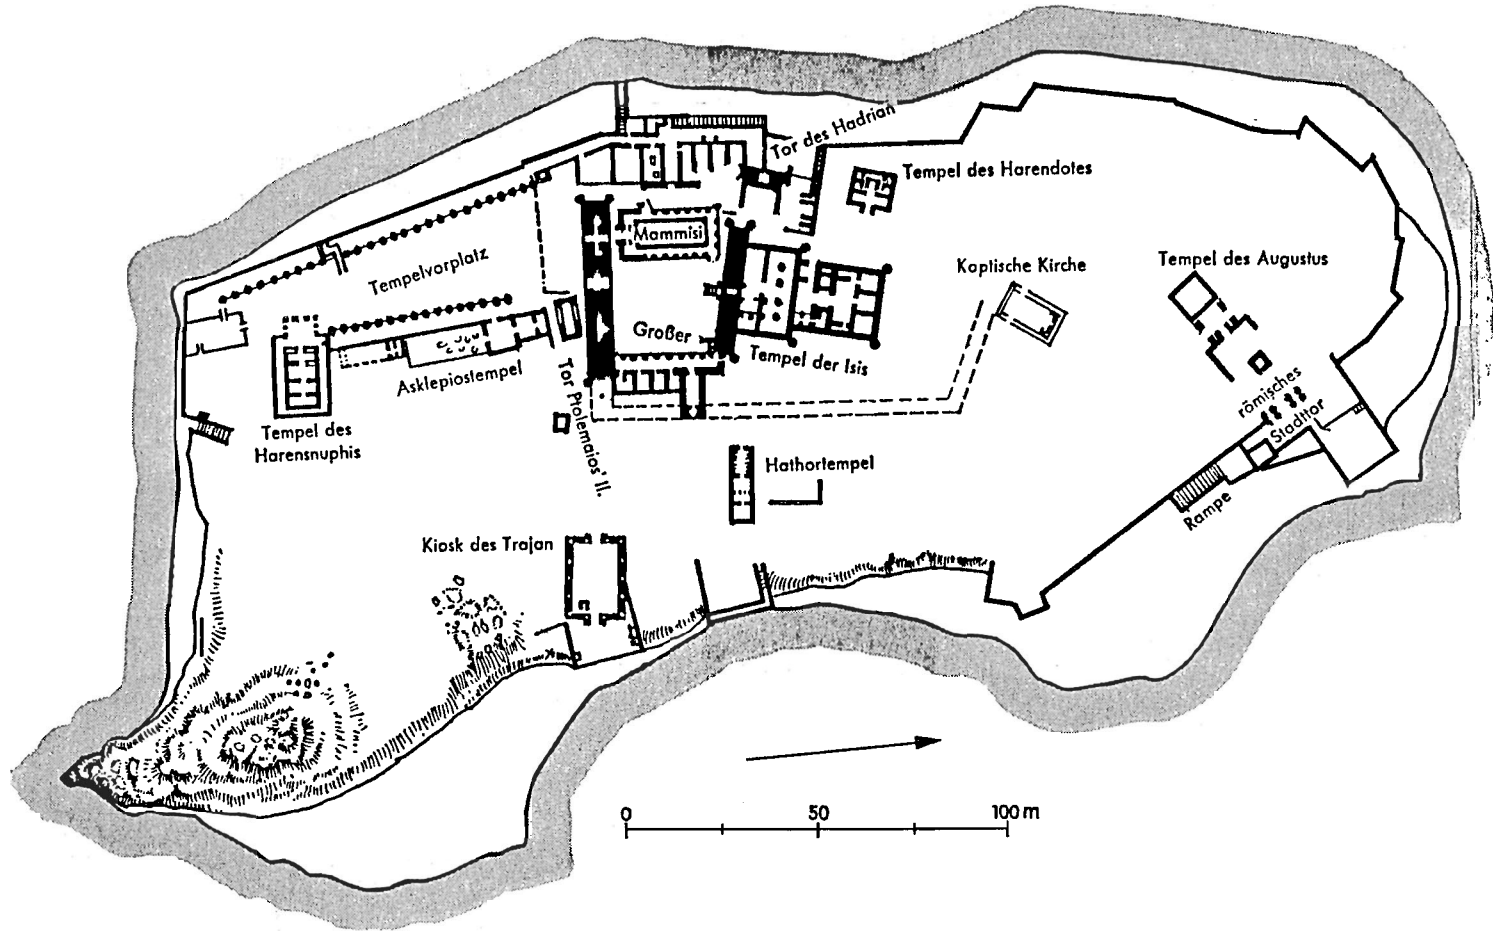 Tor des Hadrian
Tempel des Harendotes
Mammisi
Tempelvorplatz
Koptische Kirche
Tempel des Augustus
Großer
Tempel der Isis
Asklepiostempel
Tor Ptolemaios' II.
römisches
Stadttor
Tempel des
Harensnuphis
Hathortempel
Rampe
Kiosk des Trajan
0 50 100 m